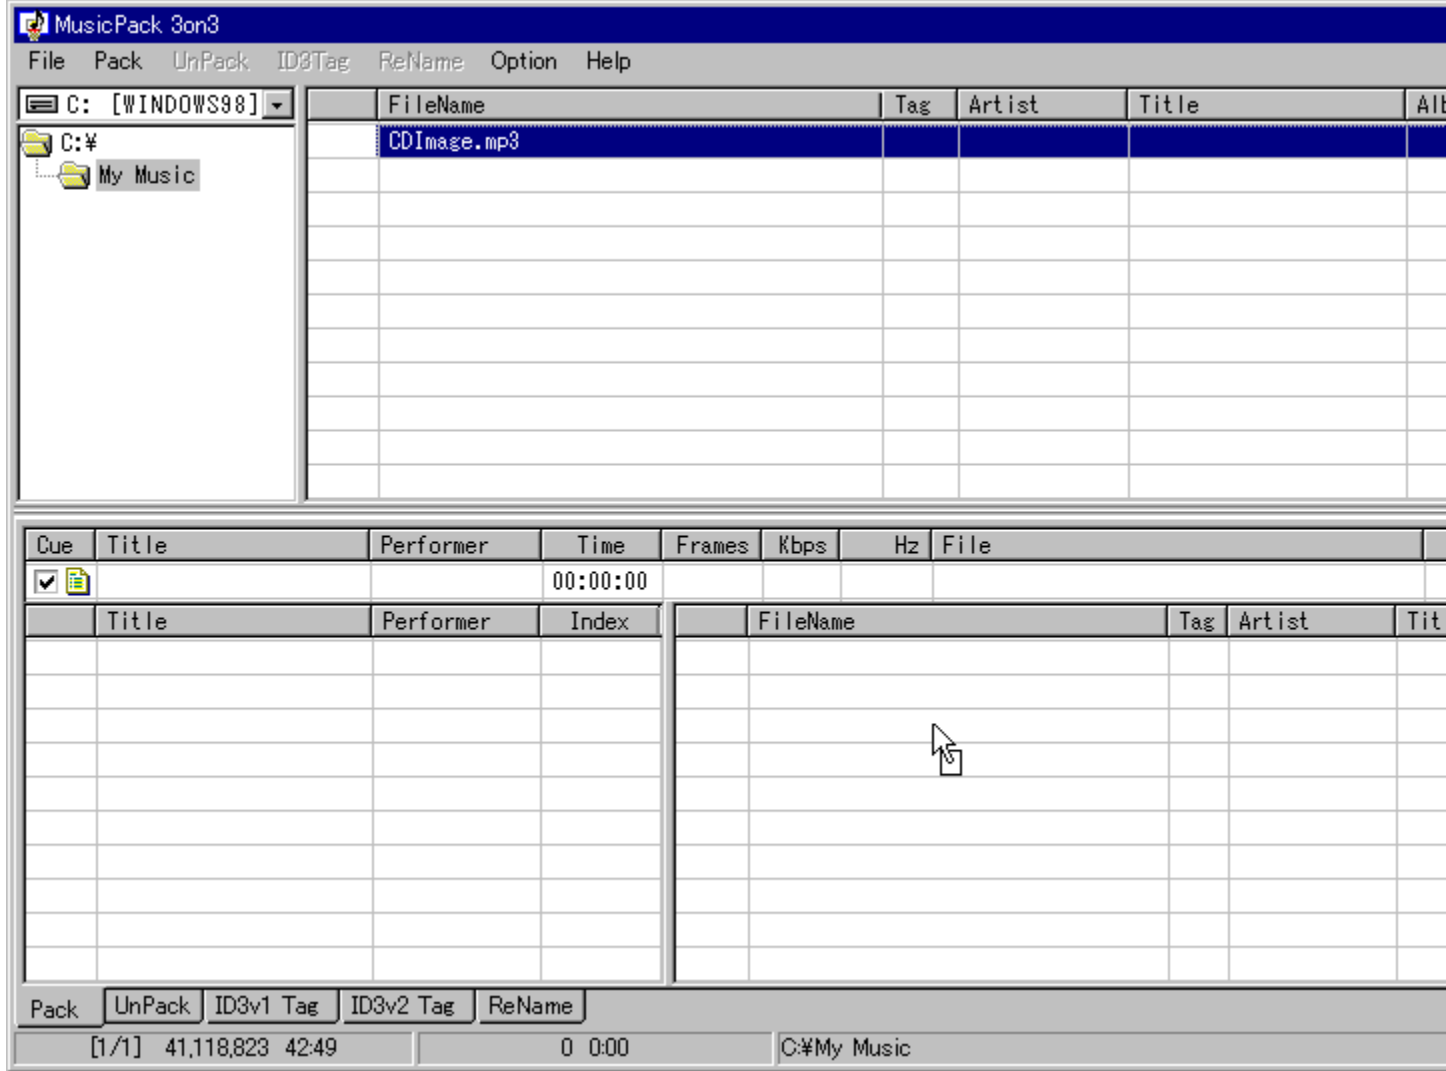 MusicPack 3on3
File Pack UnPack ID3Tag ReName Option Help
C: [WINDOWS98]
FileName Tag Artist Title Alb
C:¥
CDImage.mp3
My Music
Cue Title Performer Time Frames Kbps Hz File
00:00:00
Title Performer Index
FileName Tag Artist Tit
Pack UnPack ID3v1 Tag ID3v2 Tag ReName
[1/1] 41,118,823 42:49 0 0:00 C:¥My Music